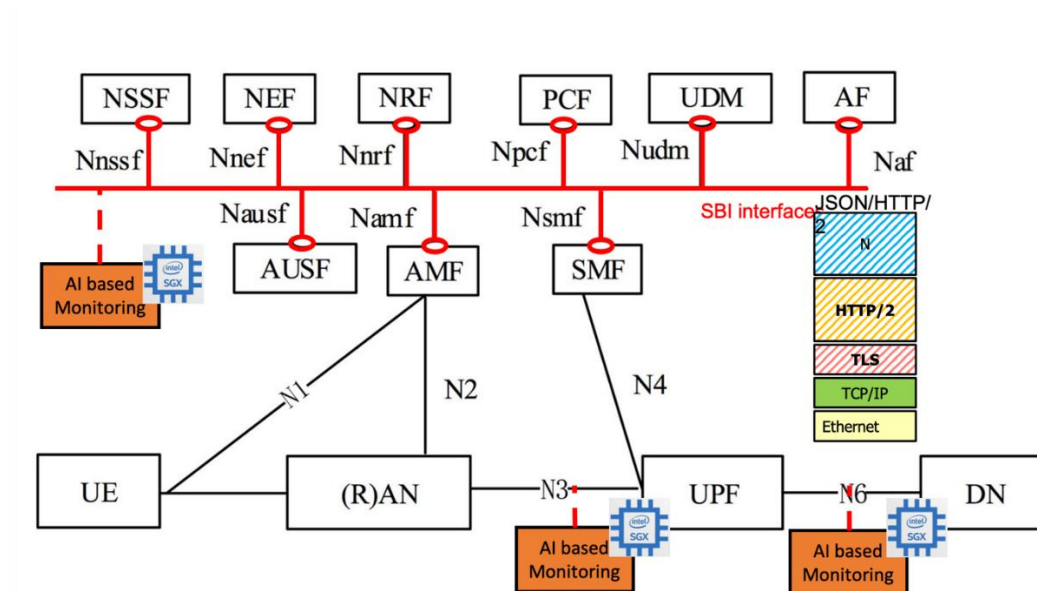 NSSF
NEF
NRF
PCF
UDM
AF
Nnssf
Nnef
Nnrf
Npcf
Nudm
Naf
Nausf
Namf
Nsmf
SBI interface
JSON/HTTP/
2
N
AUSF
AMF
SMF
intel
SGX
AI based
Monitoring
HTTP/2
TLS
TCP/IP
Ethernet
N1
N2
N4
UE
(R)AN
N3
UPF
N6
DN
intel
SGX
AI based
Monitoring
intel
SGX
AI based
Monitoring